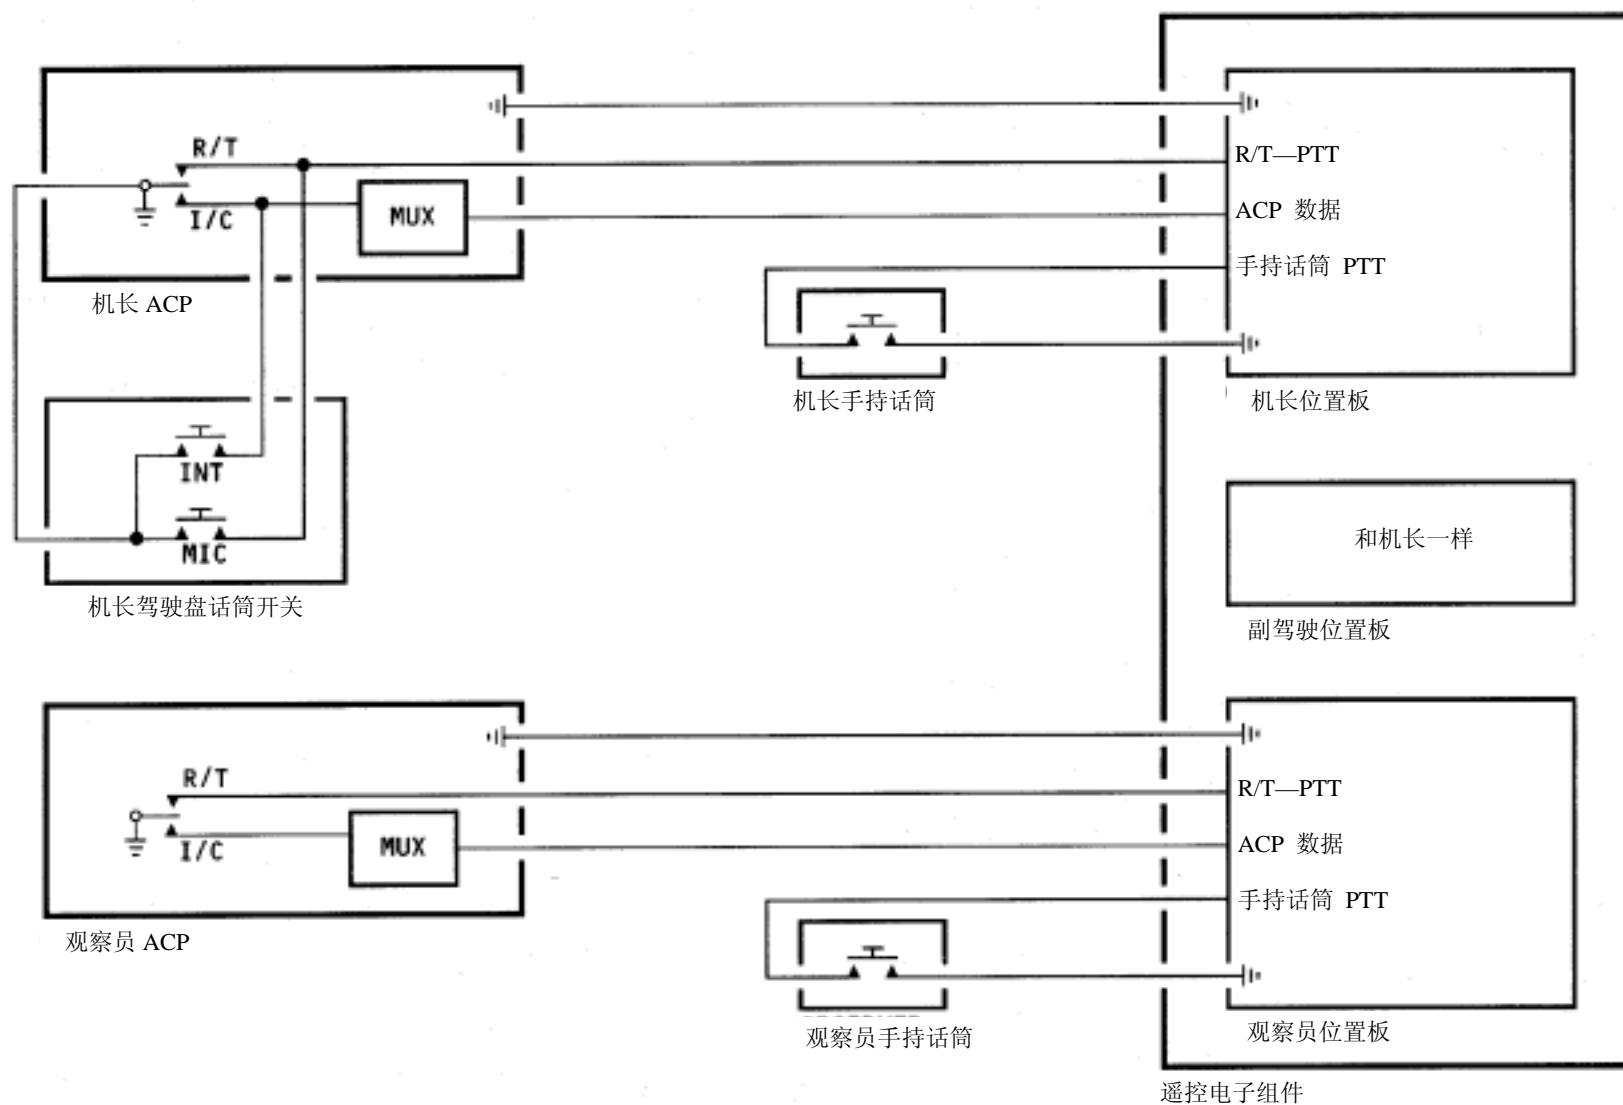 R/T
I/C
MUX
机长 ACP
R/T—PTT
ACP 数据
手持话筒 PTT
机长手持话筒
机长位置板
INT
MIC
机长驾驶盘话筒开关
和机长一样
副驾驶位置板
R/T
I/C
MUX
观察员 ACP
R/T—PTT
ACP 数据
手持话筒 PTT
观察员手持话筒
观察员位置板
遥控电子组件